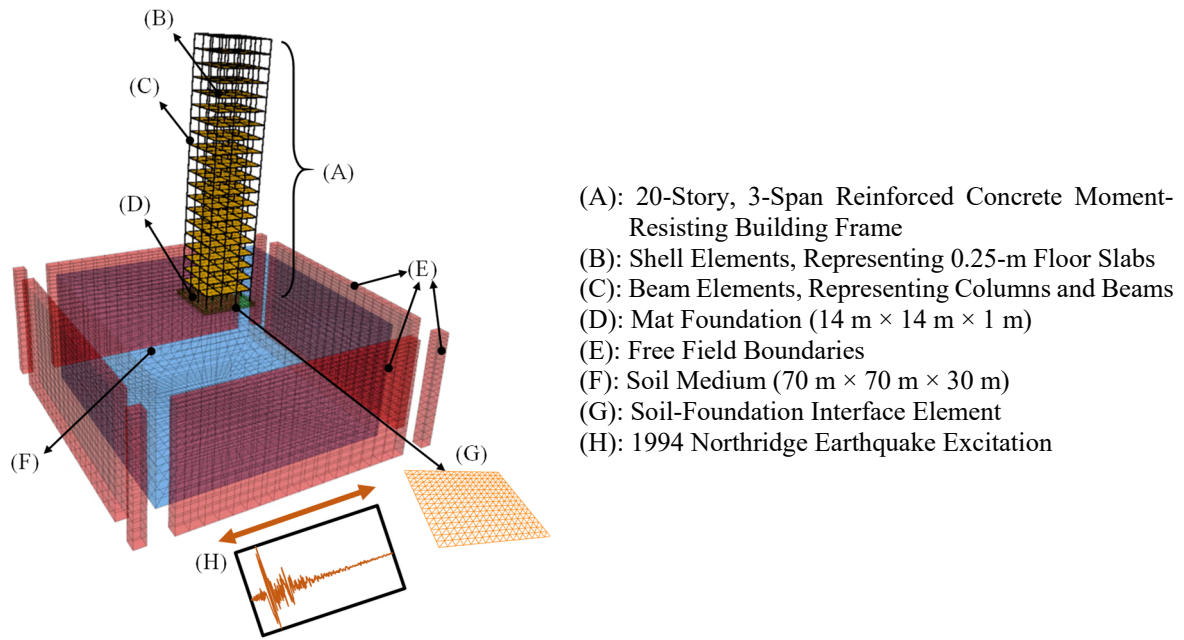 (B)
(C)
(A)
(D)
(E)
(F)
(G)
(H)
(A): 20-Story, 3-Span Reinforced Concrete Moment-
Resisting Building Frame
(B): Shell Elements, Representing 0.25-m Floor Slabs
(C): Beam Elements, Representing Columns and Beams
(D): Mat Foundation (14 m × 14 m × 1 m)
(E): Free Field Boundaries
(F): Soil Medium (70 m × 70 m × 30 m)
(G): Soil-Foundation Interface Element
(H): 1994 Northridge Earthquake Excitation